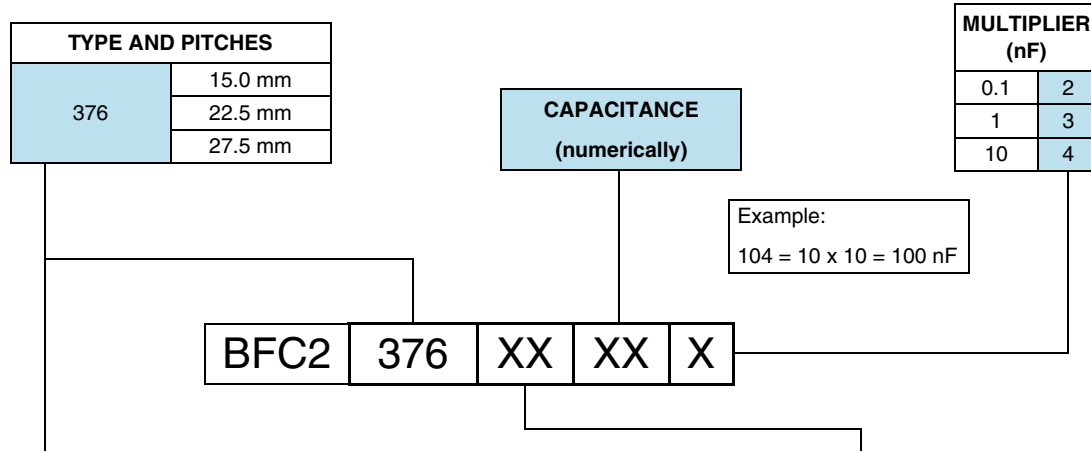 TYPE AND PITCHES
376
15.0 mm
22.5 mm
27.5 mm
CAPACITANCE
(numerically)
MULTIPLIER
(nF)
0.1 2
1 3
10 4
Example:
104 = 10 x 10 = 100 nF
BFC2 376 XX XX X